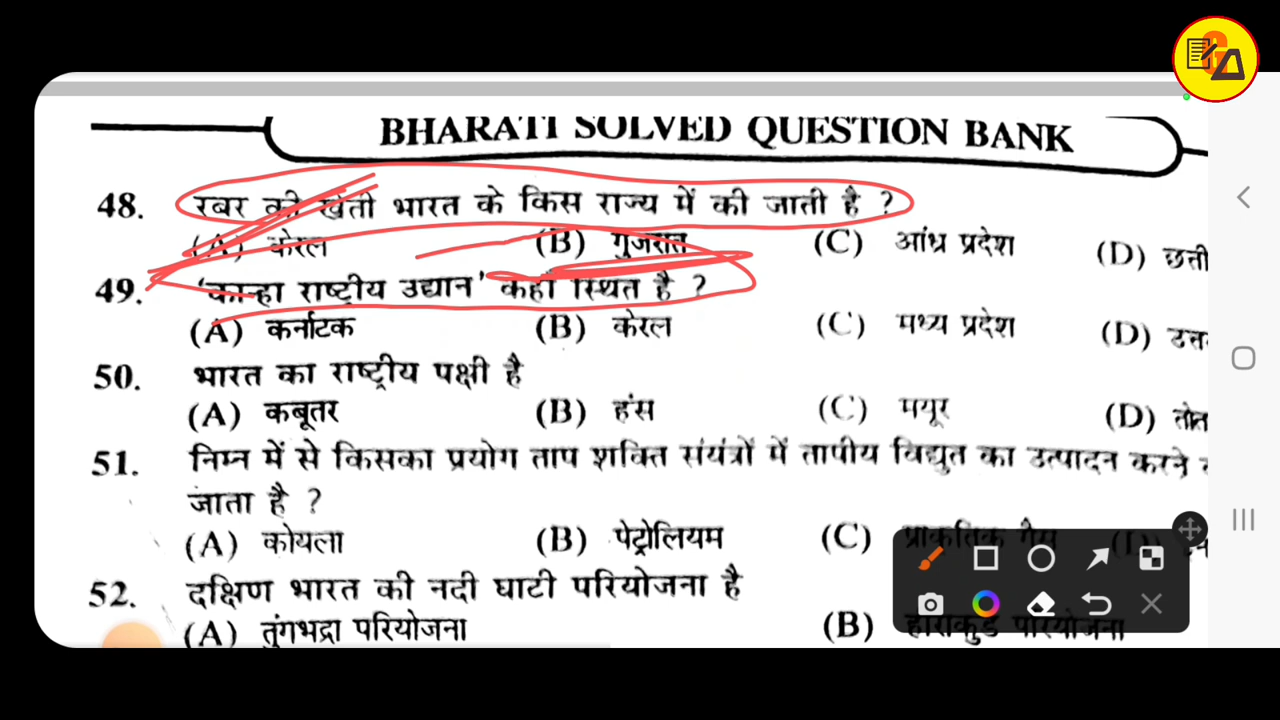 BHARATI SOLVED QUESTION BANK
48. रबर की खेती भारत के किस राज्य में की जाती है ?
(A) केरल (B) गुजरात (C) आंध्र प्रदेश (D) छत्ती
49. 'कान्हा राष्ट्रीय उद्यान' कहाँ स्थित है ?
(A) कर्नाटक (B) केरल (C) मध्य प्रदेश (D) उत्त
50. भारत का राष्ट्रीय पक्षी है
(A) कबूतर (B) हंस (C) मयूर (D) तोत
51. निम्न में से किसका प्रयोग ताप शक्ति संयंत्रों में तापीय विद्युत का उत्पादन करने
जाता है ?
(A) कोयला (B) पेट्रोलियम (C) प्राकृतिक गैस (D)
52. दक्षिण भारत की नदी घाटी परियोजना है
(A) तुंगभद्रा परियोजना (B) हीराकुड परियोजना